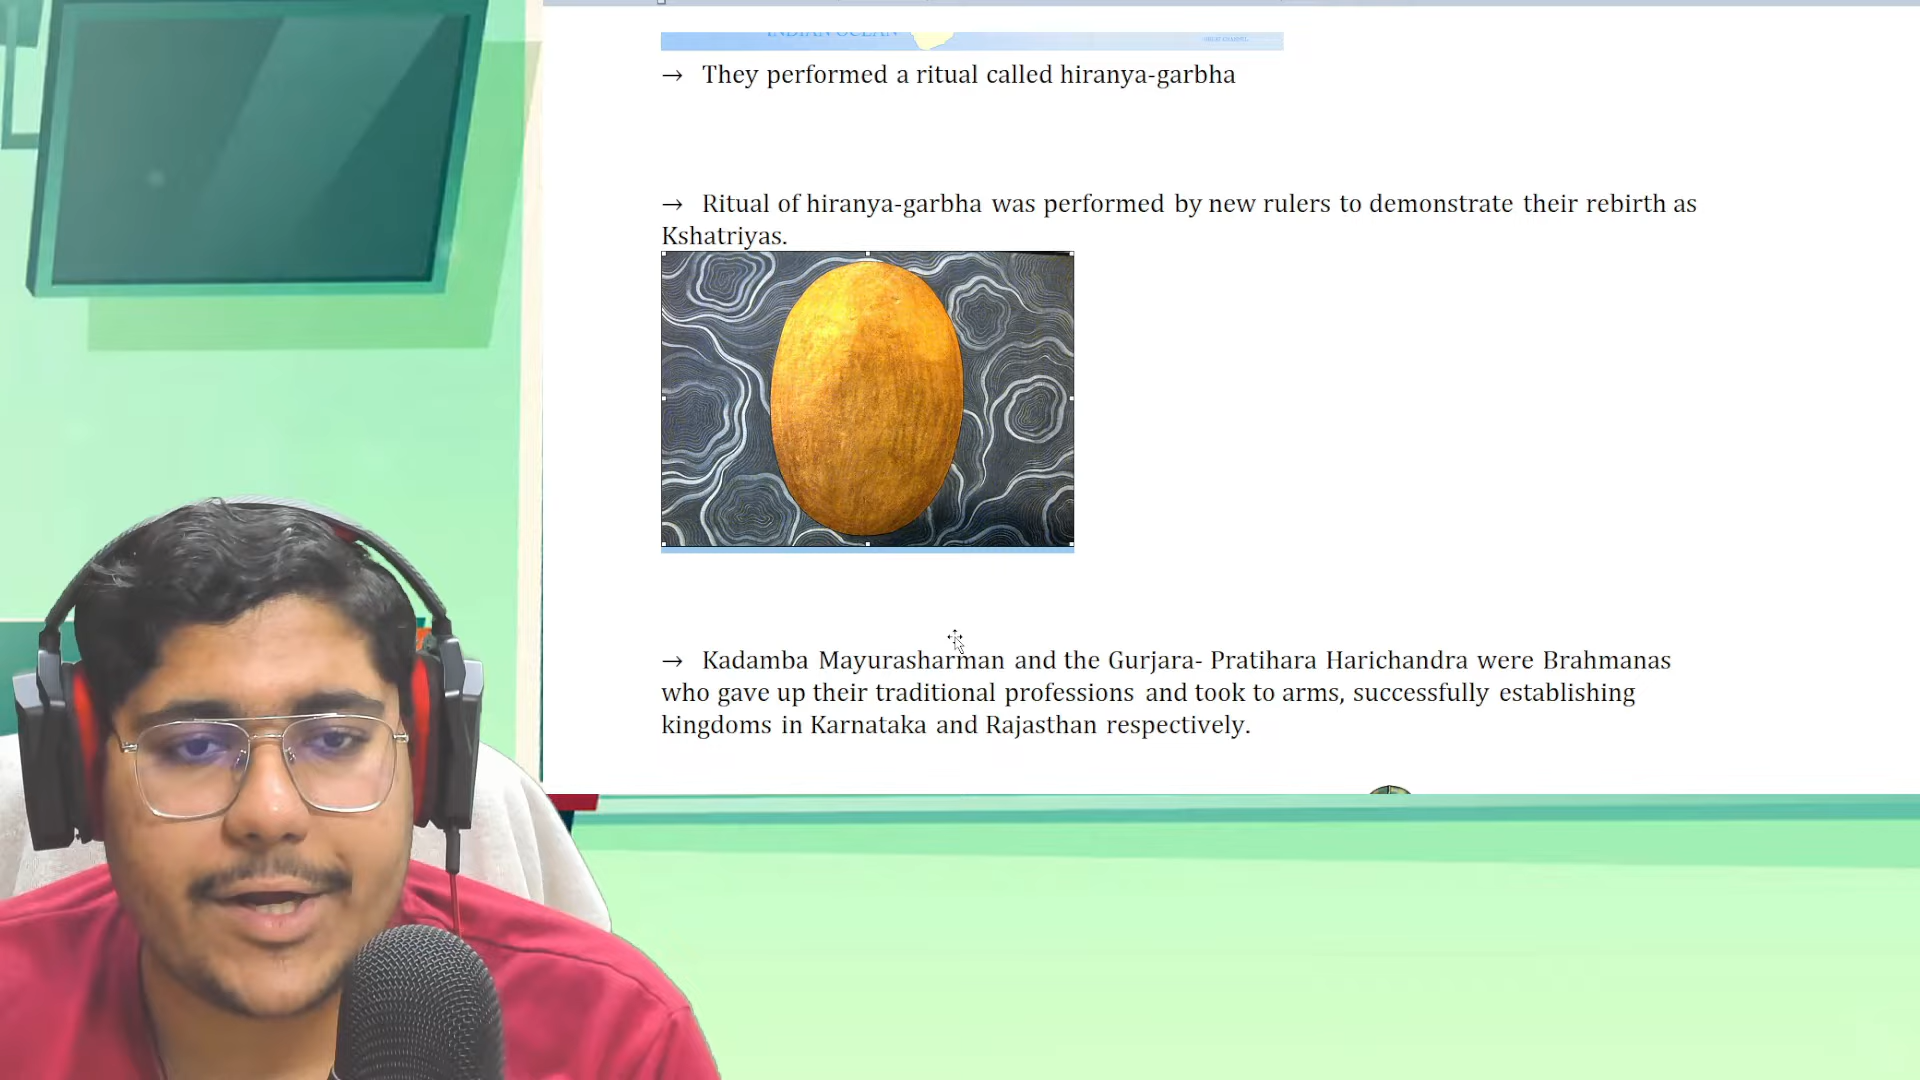 INDIAN OCEAN
→ They performed a ritual called hiranya-garbha
→ Ritual of hiranya-garbha was performed by new rulers to demonstrate their rebirth as
Kshatriyas.
→ Kadamba Mayurasharman and the Gurjara- Pratihara Harichandra were Brahmanas
who gave up their traditional professions and took to arms, successfully establishing
kingdoms in Karnataka and Rajasthan respectively.